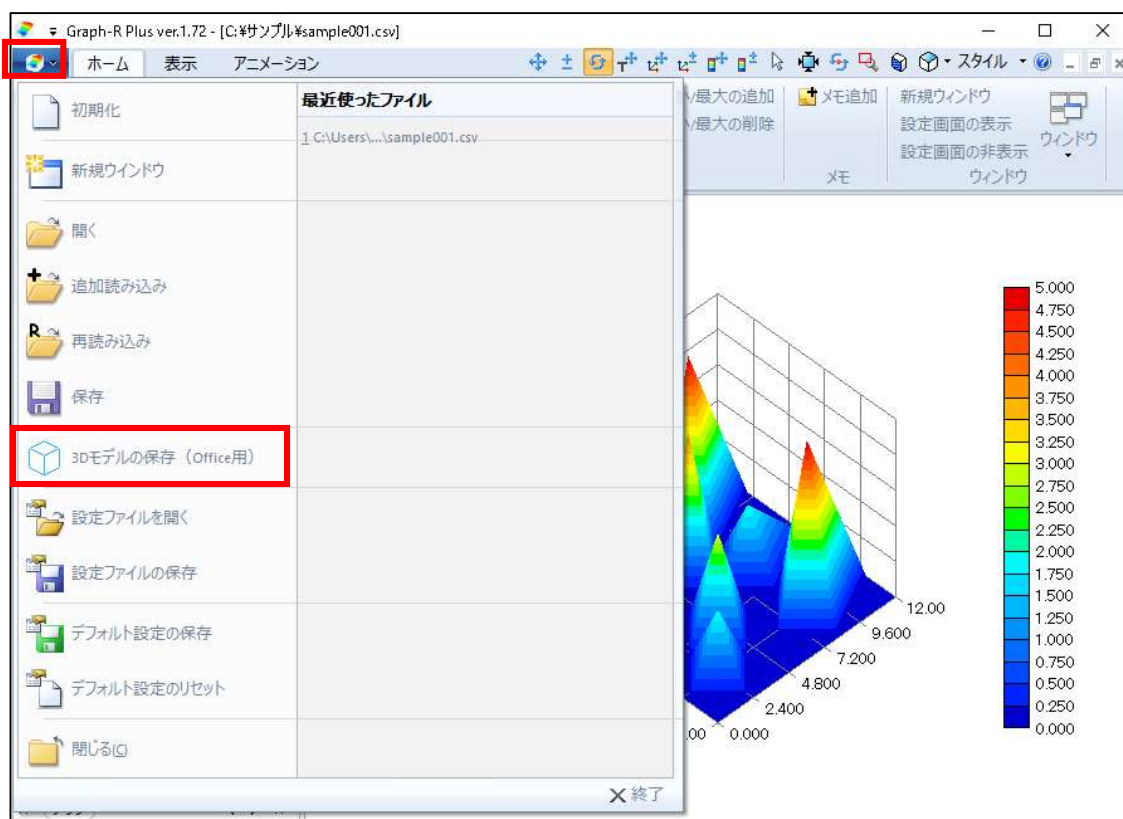 Graph-R Plus ver.1.72 - [C:¥サンプル¥sample001.csv]
ホーム 表示 アニメーション スタイル
初期化
新規ウインドウ
開く
追加読み込み
再読み込み
保存
3Dモデルの保存（Office用）
設定ファイルを開く
設定ファイルの保存
デフォルト設定の保存
デフォルト設定のリセット
閉じる(C)
最近使ったファイル
1 C:\Users\...\sample001.csv
終了
/最大の追加
/最大の削除
メモ追加
メモ
新規ウィンドウ
設定画面の表示
設定画面の非表示
ウィンドウ
ウィンドウ
5.000
4.750
4.500
4.250
4.000
3.750
3.500
3.250
3.000
2.750
2.500
2.250
2.000
1.750
1.500
1.250
1.000
0.750
0.500
0.250
0.000
12.00
9.600
7.200
4.800
2.400
.00 0.000